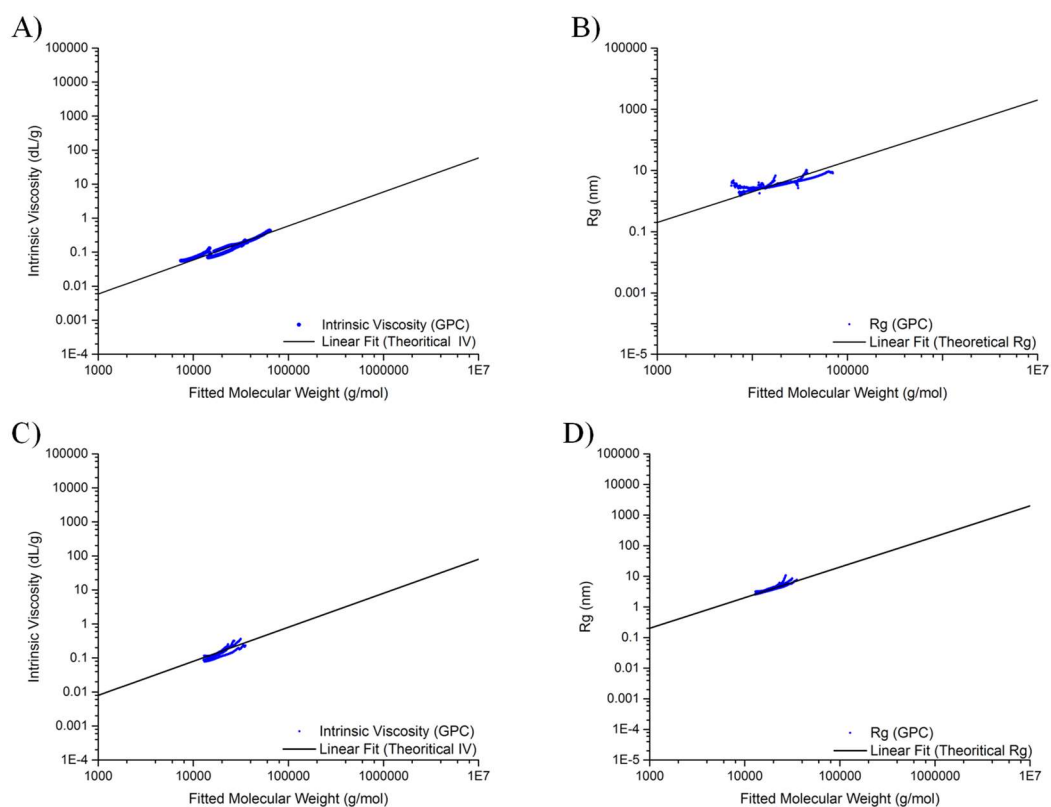 A)
100000
10000
1000
100
10
1
0.1
0.01
0.001
1E-4
Intrinsic Viscosity (dL/g)
Intrinsic Viscosity (GPC)
Linear Fit (Theoritical IV)
1000
10000
100000
1000000
1E7
Fitted Molecular Weight (g/mol)
B)
100000
1000
10
0.1
0.001
1E-5
Rg (nm)
Rg (GPC)
Linear Fit (Theoretical Rg)
1000
100000
1E7
Fitted Molecular Weight (g/mol)
C)
100000
10000
1000
100
10
1
0.1
0.01
0.001
1E-4
Intrinsic Viscosity (dL/g)
Intrinsic Viscosity (GPC)
Linear Fit (Theoritical IV)
1000
10000
100000
1000000
1E7
Fitted Molecular Weight (g/mol)
D)
100000
10000
1000
100
10
1
0.1
0.01
0.001
1E-4
1E-5
Rg (nm)
Rg (GPC)
Linear Fit (Theoritical Rg)
1000
10000
100000
1000000
1E7
Fitted Molecular Weight (g/mol)